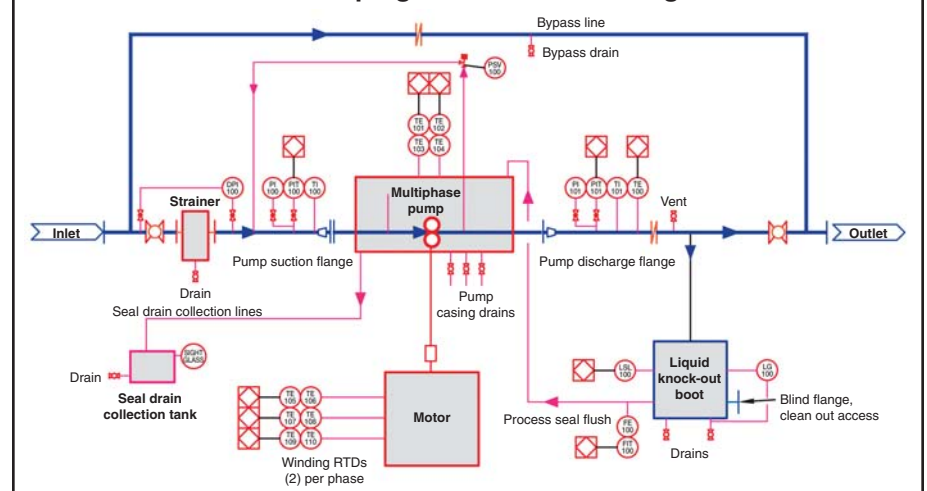 Bypass line
Bypass drain
PSV
100
TE
101
TE
102
TE
103
TE
104
DPI
100
PI
100
PIT
100
TI
100
PI
101
PIT
101
TI
101
TE
100
Strainer
Multiphase
pump
Vent
Inlet
Outlet
Pump suction flange
Pump discharge flange
Drain
Seal drain collection lines
Pump
casing drains
SIGHT
GLASS
Drain
Seal drain
collection tank
TE
105
TE
106
TE
107
TE
108
TE
109
TE
110
Motor
Winding RTDs
(2) per phase
LSL
100
Liquid
knock-out
boot
LG
100
Blind flange,
clean out access
Process seal flush
FE
100
FIT
100
Drains